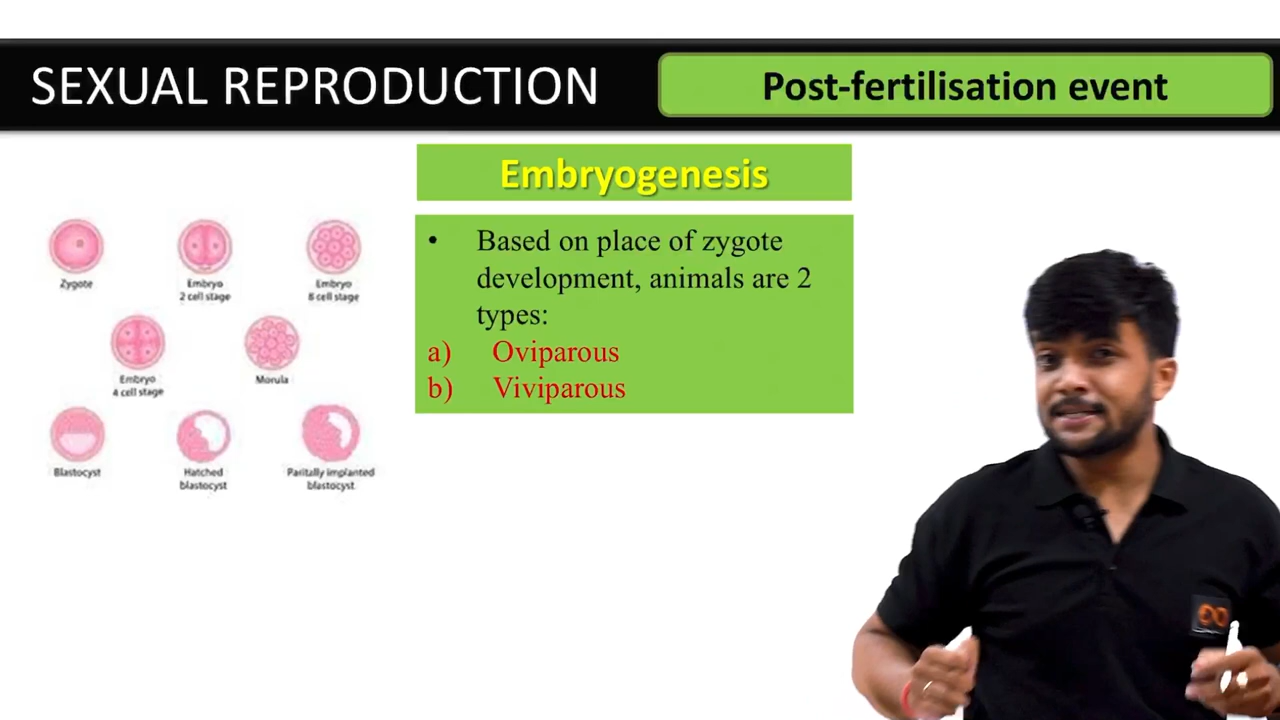 SEXUAL REPRODUCTION
Post-fertilisation event
Embryogenesis
• Based on place of zygote
development, animals are 2
types:
a) Oviparous
b) Viviparous
Zygote
Embryo
2 cell stage
Embryo
8 cell stage
Embryo
4 cell stage
Morula
Blastocyst
Hatched
blastocyst
Paritally implanted
blastocyst